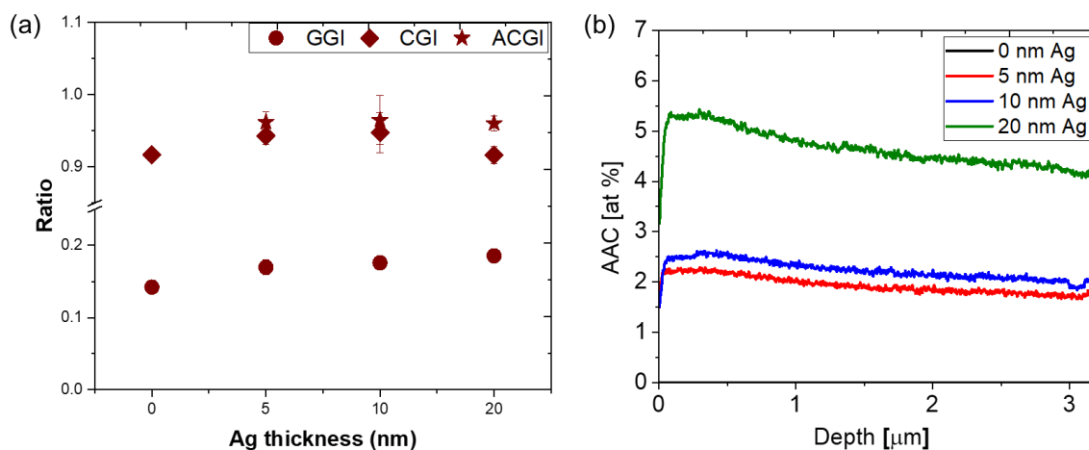 (a)
GGI CGI ACGI
1.1
1.0
0.9
0.2
0.1
0.0
Ratio
0 5 10 20
Ag thickness (nm)
(b)
0 nm Ag
5 nm Ag
10 nm Ag
20 nm Ag
7
6
5
4
3
2
1
0
AAC [at %]
0 1 2 3
Depth [μm]